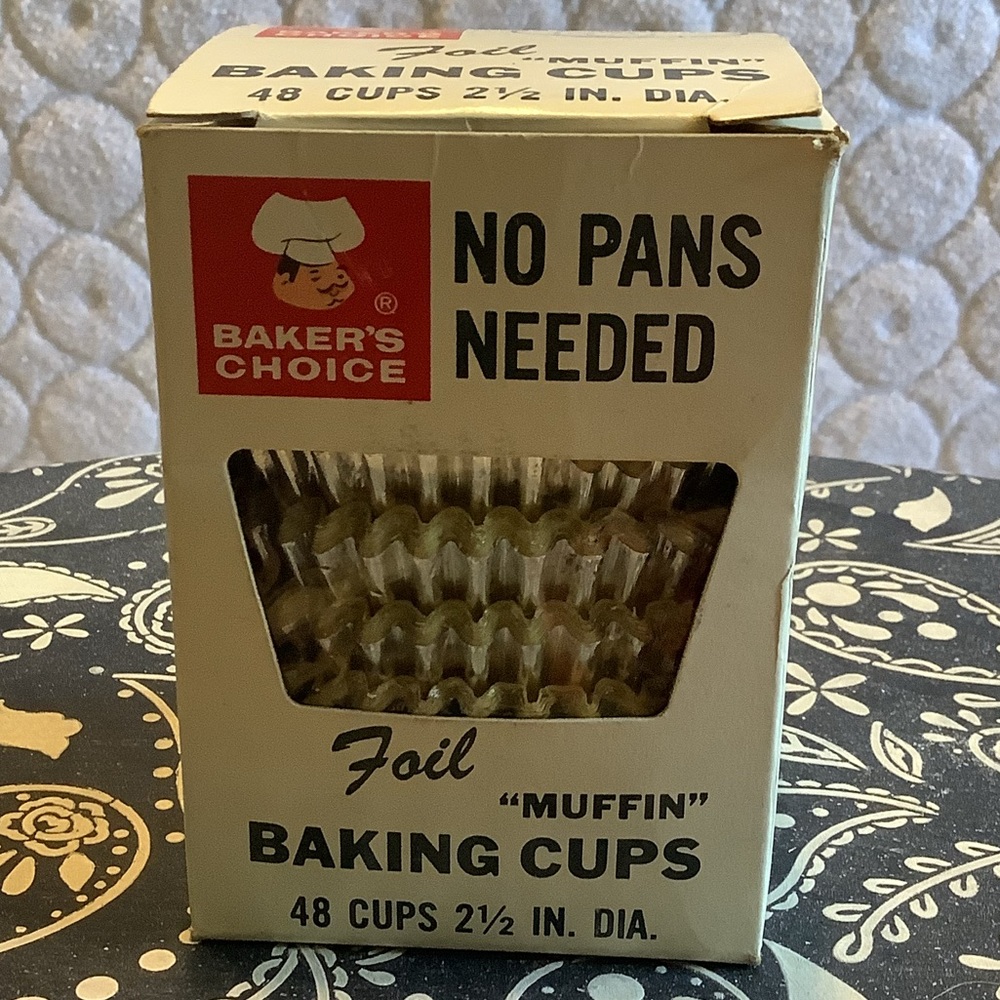 Foil "MUFFIN"
BAKING CUPS
48 CUPS 2½ IN. DIA.
NO PANS
NEEDED
®
BAKER'S
CHOICE
Foil
"MUFFIN"
BAKING CUPS
48 CUPS 2½ IN. DIA.